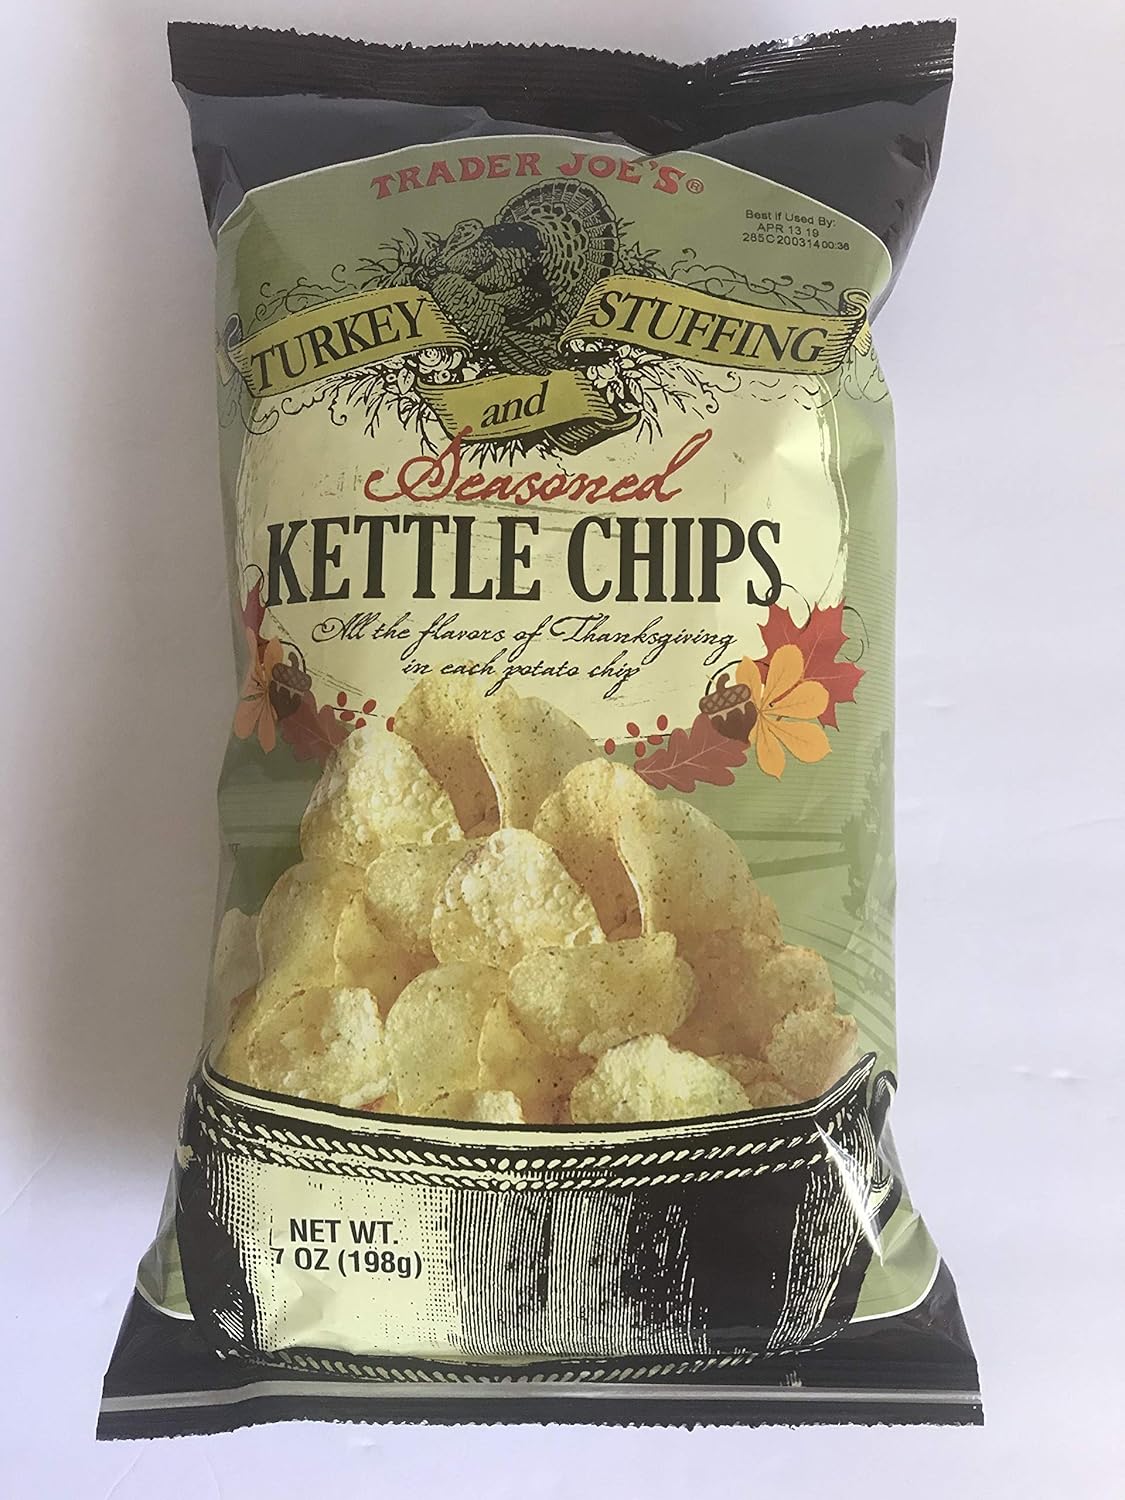 TRADER JOE'S®
Best If Used By:
APR 13 19
285C200314 00:36
TURKEY
and
STUFFING
Seasoned
KETTLE CHIPS
All the flavors of Thanksgiving
in each potato chip
NET WT.
7 OZ (198g)